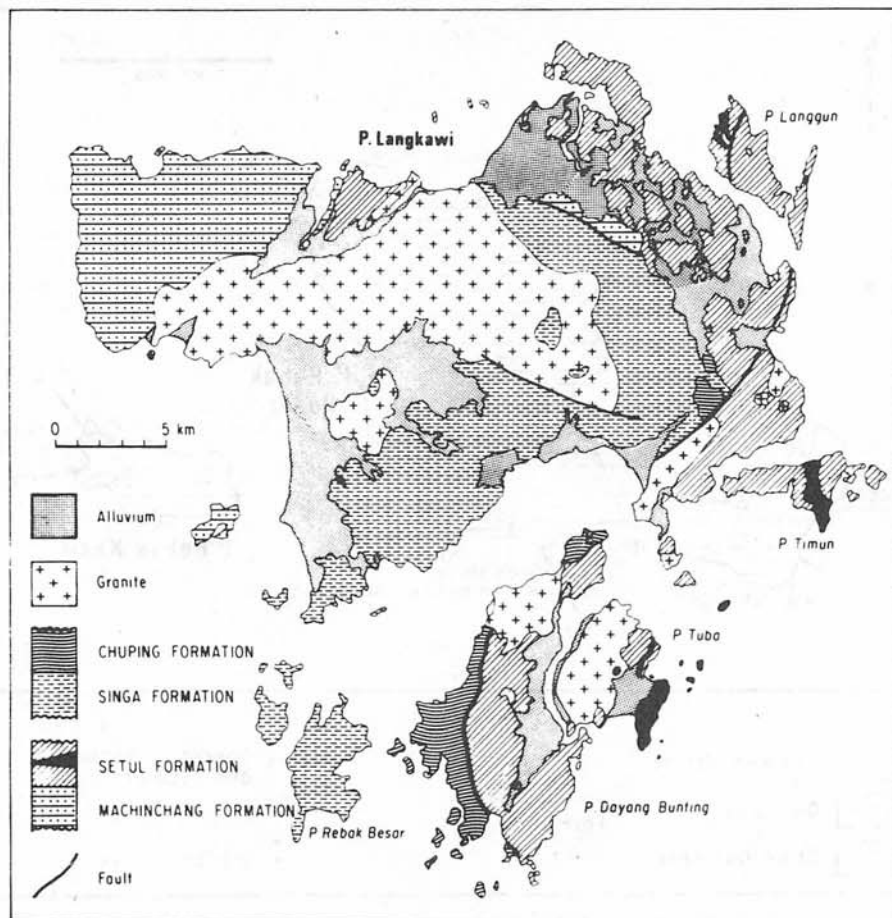 P. Langkawi
P Langgun
0 5 km
Alluvium
Granite
CHUPING FORMATION
SINGA FORMATION
SETUL FORMATION
MACHINCHANG FORMATION
Fault
P Timun
P Tuba
P. Dayang Bunting
P Rebak Besar